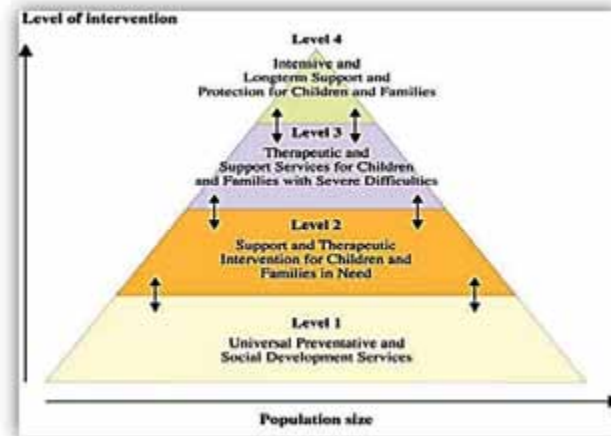 Level of intervention
Level 4
Intensive and
Longterm Support and
Protection for Children and Families
Level 3
Therapeutic and
Support Services for Children
and Families with Severe Difficulties
Level 2
Support and Therapeutic
Intervention for Children and
Families in Need
Level 1
Universal Preventative and
Social Development Services
Population size